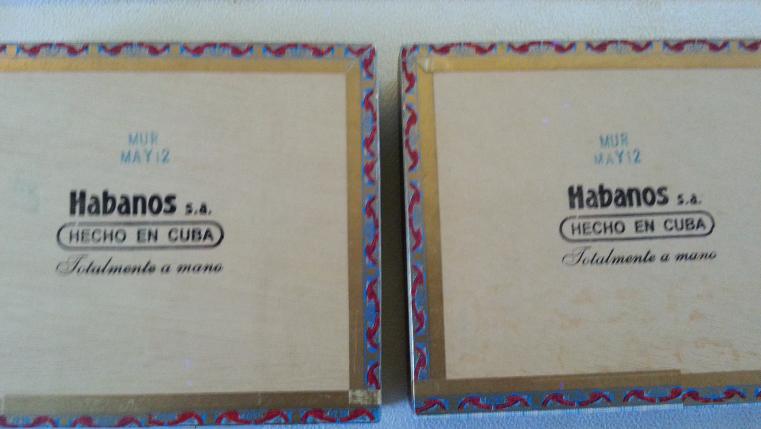 MUR
MAY12
Habanos s.a.
HECHO EN CUBA
Totalmente a mano
MUR
MAY12
Habanos s.a.
HECHO EN CUBA
Totalmente a mano